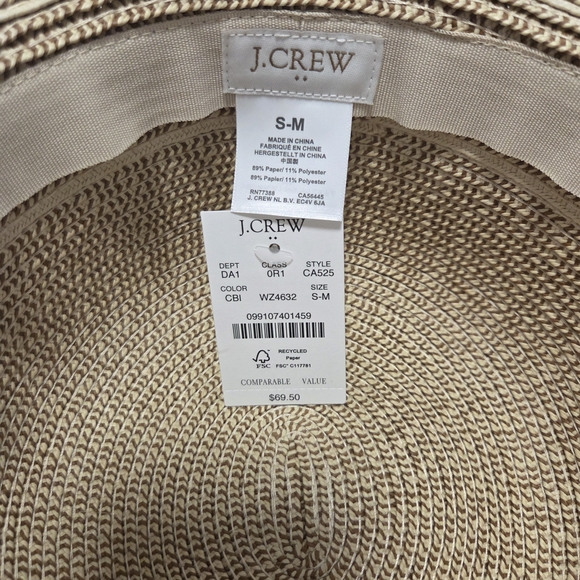 J.CREW
S-M
MADE IN CHINA
FABRIQUÉ EN CHINE
HERGESTELLT IN CHINA
中国製
89% Paper/ 11% Polyester
89% Papier/ 11% Polyester
RN77388 CA56445
J. CREW NL B.V. EC4V 6JA
J.CREW
DEPT CLASS STYLE
DA1 0R1 CA525
COLOR SIZE
CBI WZ4632 S-M
099107401459
FSC
RECYCLED
Paper
FSC® C117781
COMPARABLE VALUE
$69.50